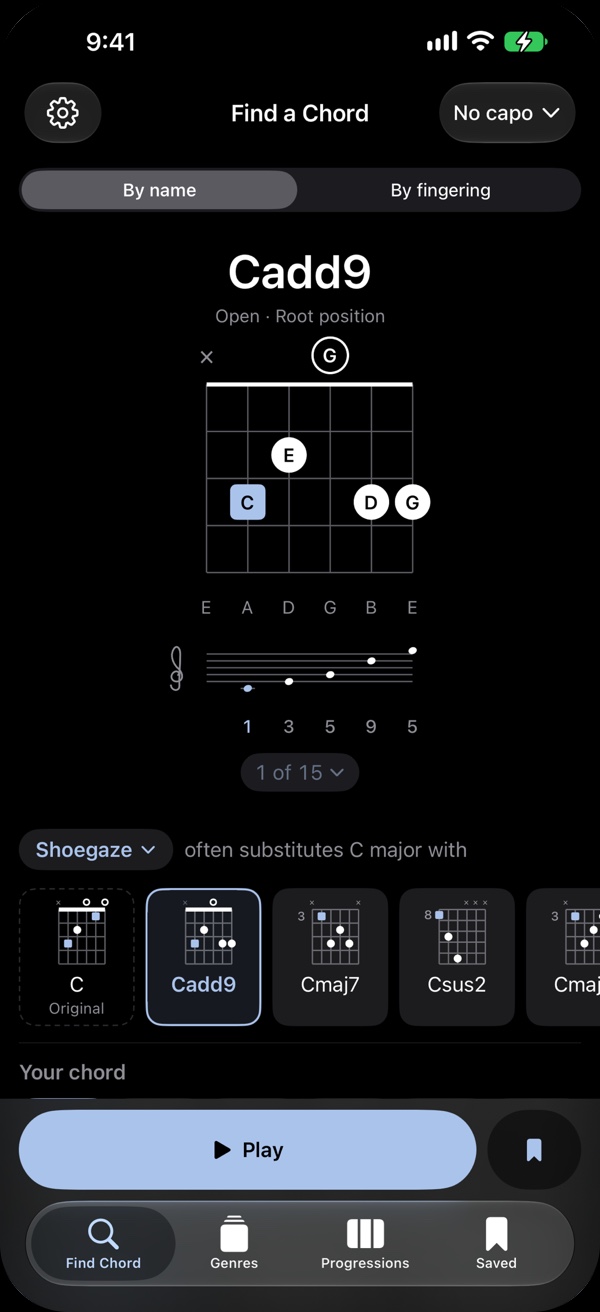 9:41
Find a Chord
No capo
By name
By fingering
Cadd9
Open · Root position
×
G
E
C
D
G
E A D G B E
1 3 5 9 5
1 of 15
Shoegaze
often substitutes C major with
×
C
Original
×
Cadd9
× ×
3
Cmaj7
× × ×
8
Csus2
×
3
Cmaj
Your chord
Play
Find Chord
Genres
Progressions
Saved